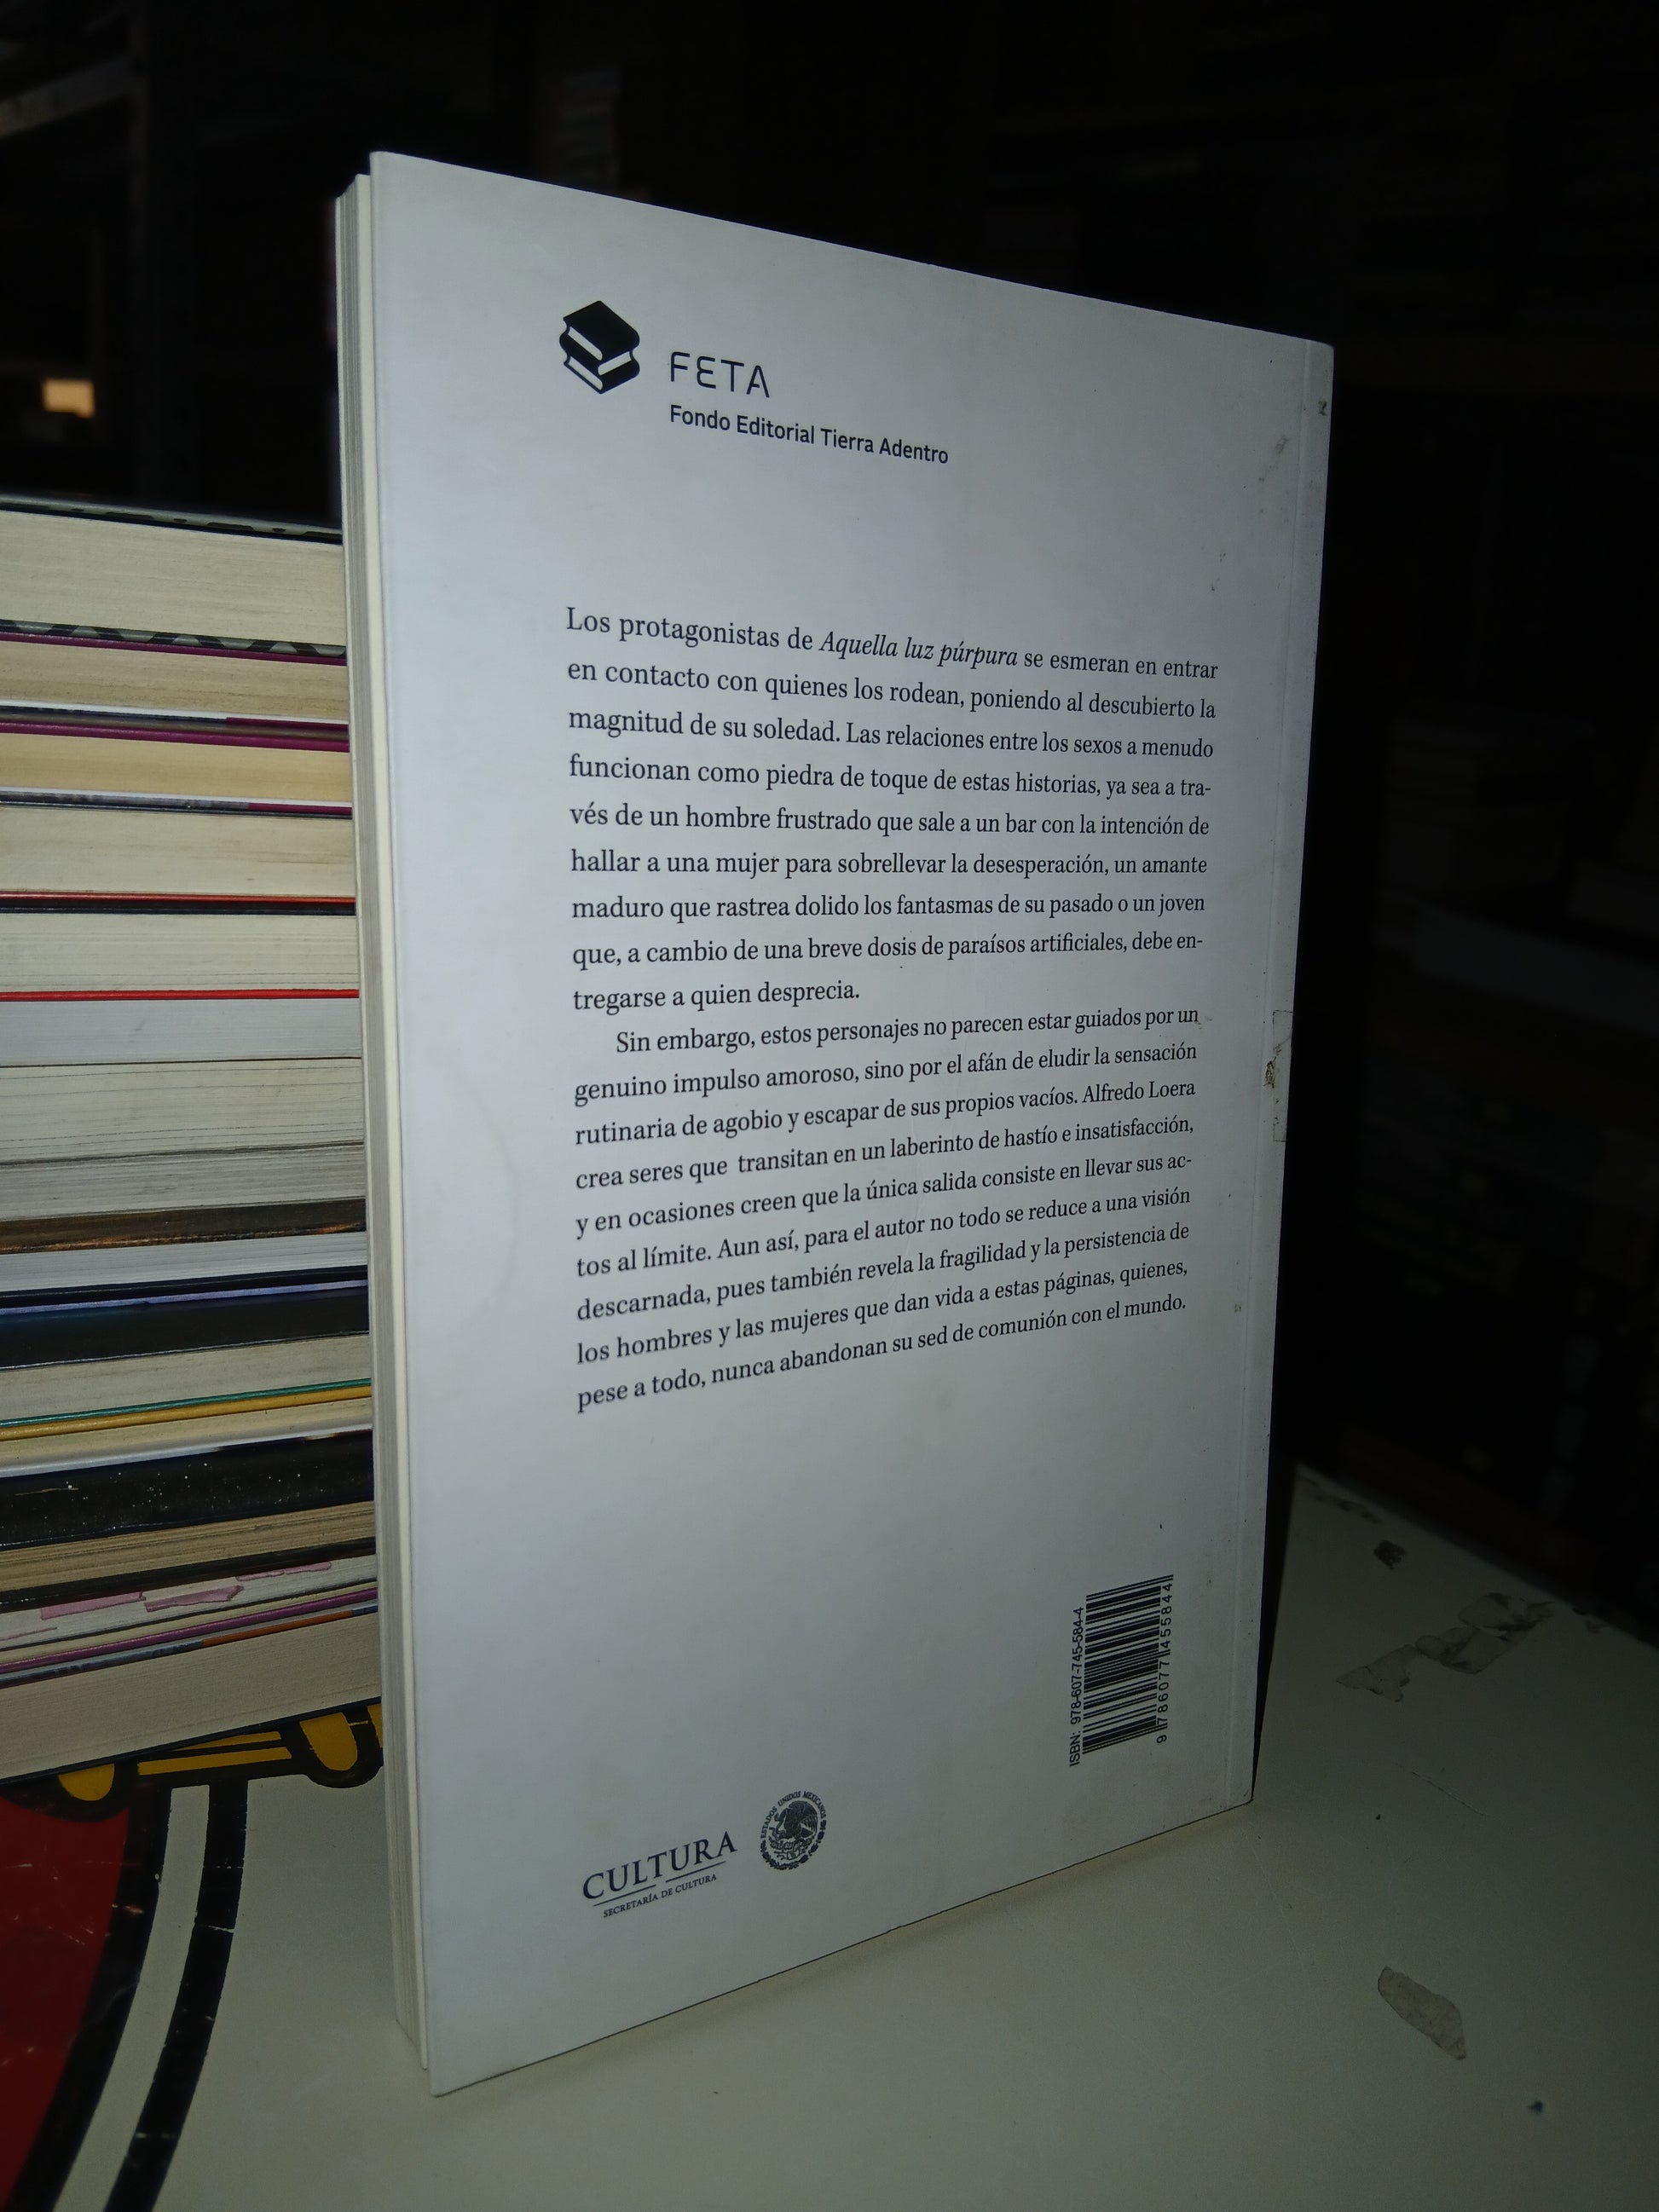 FETA
Fondo Editorial Tierra Adentro
Los protagonistas de Aquella luz púrpura se esmeran en entrar
en contacto con quienes los rodean, poniendo al descubierto la
magnitud de su soledad. Las relaciones entre los sexos a menudo
funcionan como piedra de toque de estas historias, ya sea a tra-
vés de un hombre frustrado que sale a un bar con la intención de
hallar a una mujer para sobrellevar la desesperación, un amante
maduro que rastrea dolido los fantasmas de su pasado o un joven
que, a cambio de una breve dosis de paraísos artificiales, debe en-
tregarse a quien desprecia.
Sin embargo, estos personajes no parecen estar guiados por un
genuino impulso amoroso, sino por el afán de eludir la sensación
rutinaria de agobio y escapar de sus propios vacíos. Alfredo Loera
crea seres que transitan en un laberinto de hastío e insatisfacción,
y en ocasiones creen que la única salida consiste en llevar sus ac-
tos al límite. Aun así, para el autor no todo se reduce a una visión
descarnada, pues también revela la fragilidad y la persistencia de
los hombres y las mujeres que dan vida a estas páginas, quienes,
pese a todo, nunca abandonan su sed de comunión con el mundo.
ISBN: 978-607-745-584-4
9 786077 455844
CULTURA
SECRETARÍA DE CULTURA
ESTADOS UNIDOS MEXICANOS